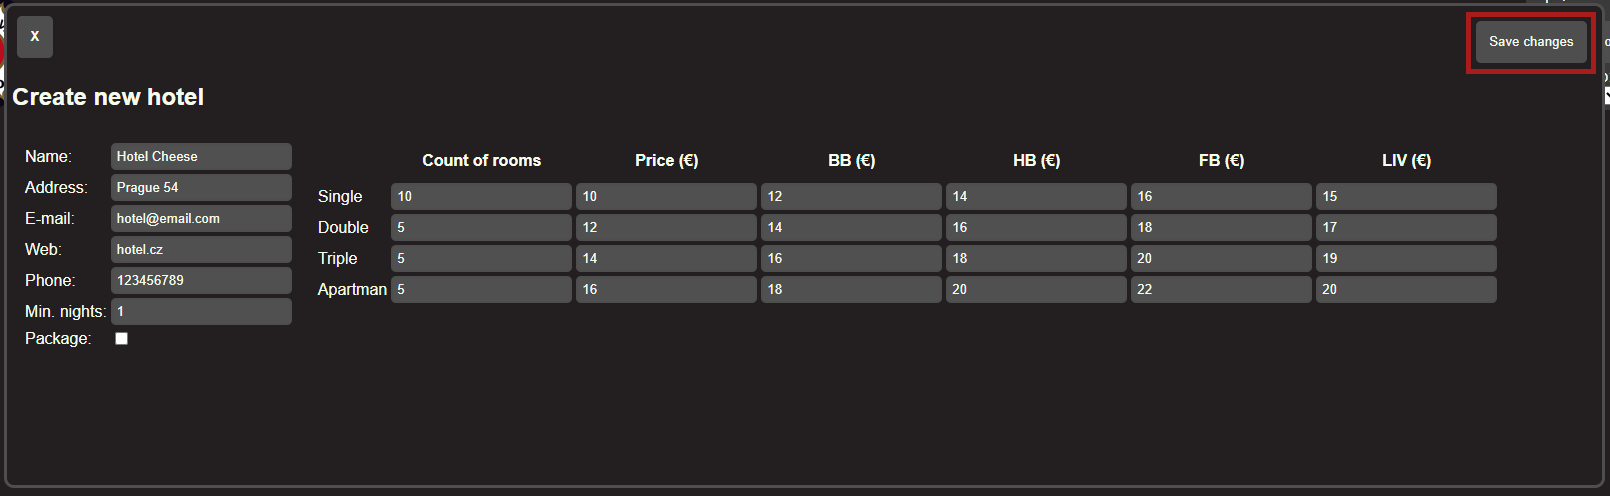 X
Save changes
Create new hotel
Name: Hotel Cheese
Address: Prague 54
E-mail: hotel@email.com
Web: hotel.cz
Phone: 123456789
Min. nights: 1
Package:
Count of rooms Price (€) BB (€) HB (€) FB (€) LIV (€)
Single 10 10 12 14 16 15
Double 5 12 14 16 18 17
Triple 5 14 16 18 20 19
Apartman 5 16 18 20 22 20